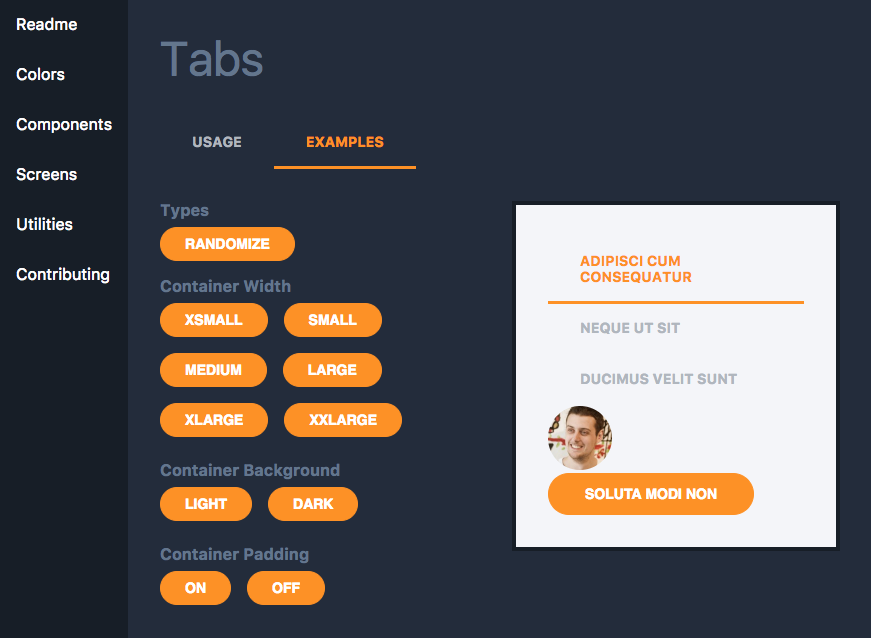 Readme
Colors
Components
Screens
Utilities
Contributing
Tabs
USAGE
EXAMPLES
Types
RANDOMIZE
Container Width
XSMALL
SMALL
MEDIUM
LARGE
XLARGE
XXLARGE
Container Background
LIGHT
DARK
Container Padding
ON
OFF
ADIPISCI CUM
CONSEQUATUR
NEQUE UT SIT
DUCIMUS VELIT SUNT
SOLUTA MODI NON